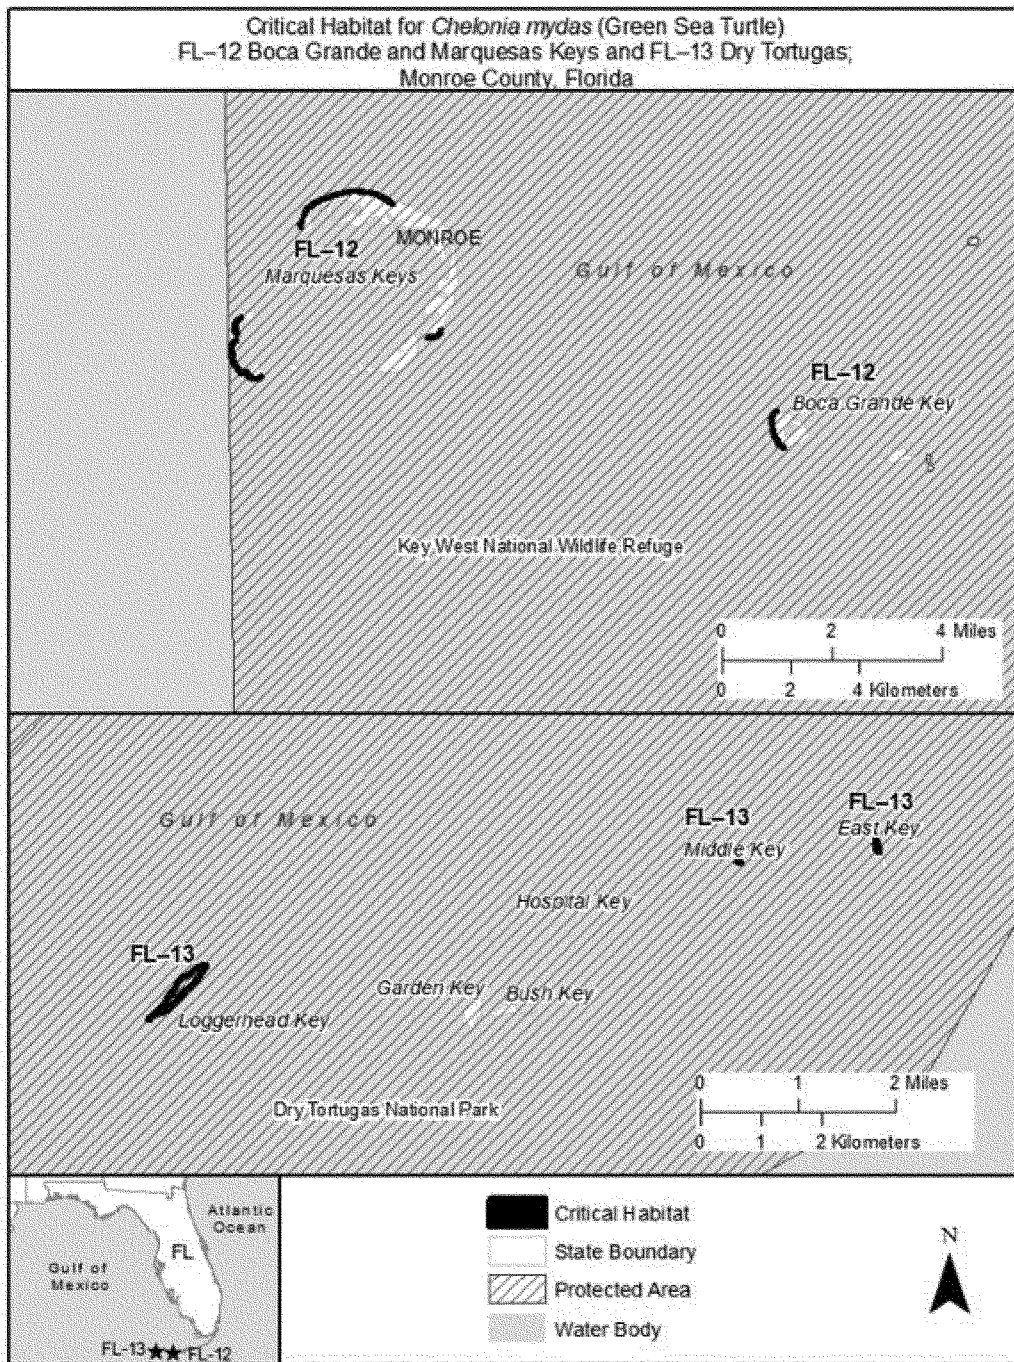 Critical Habitat for Chelonia mydas (Green Sea Turtle)
FL–12 Boca Grande and Marquesas Keys and FL–13 Dry Tortugas;
Monroe County, Florida
MONROE
FL–12
Marquesas Keys
Gulf of Mexico
FL–12
Boca Grande Key
Key West National Wildlife Refuge
0 2 4 Miles
0 2 4 Kilometers
Gulf of Mexico
FL–13
Middle Key
FL–13
East Key
Hospital Key
FL–13
Loggerhead Key
Garden Key
Bush Key
0 1 2 Miles
0 1 2 Kilometers
Dry Tortugas National Park
Atlantic
Ocean
FL
Gulf of
Mexico
FL-13
FL-12
Critical Habitat
State Boundary
Protected Area
Water Body
N